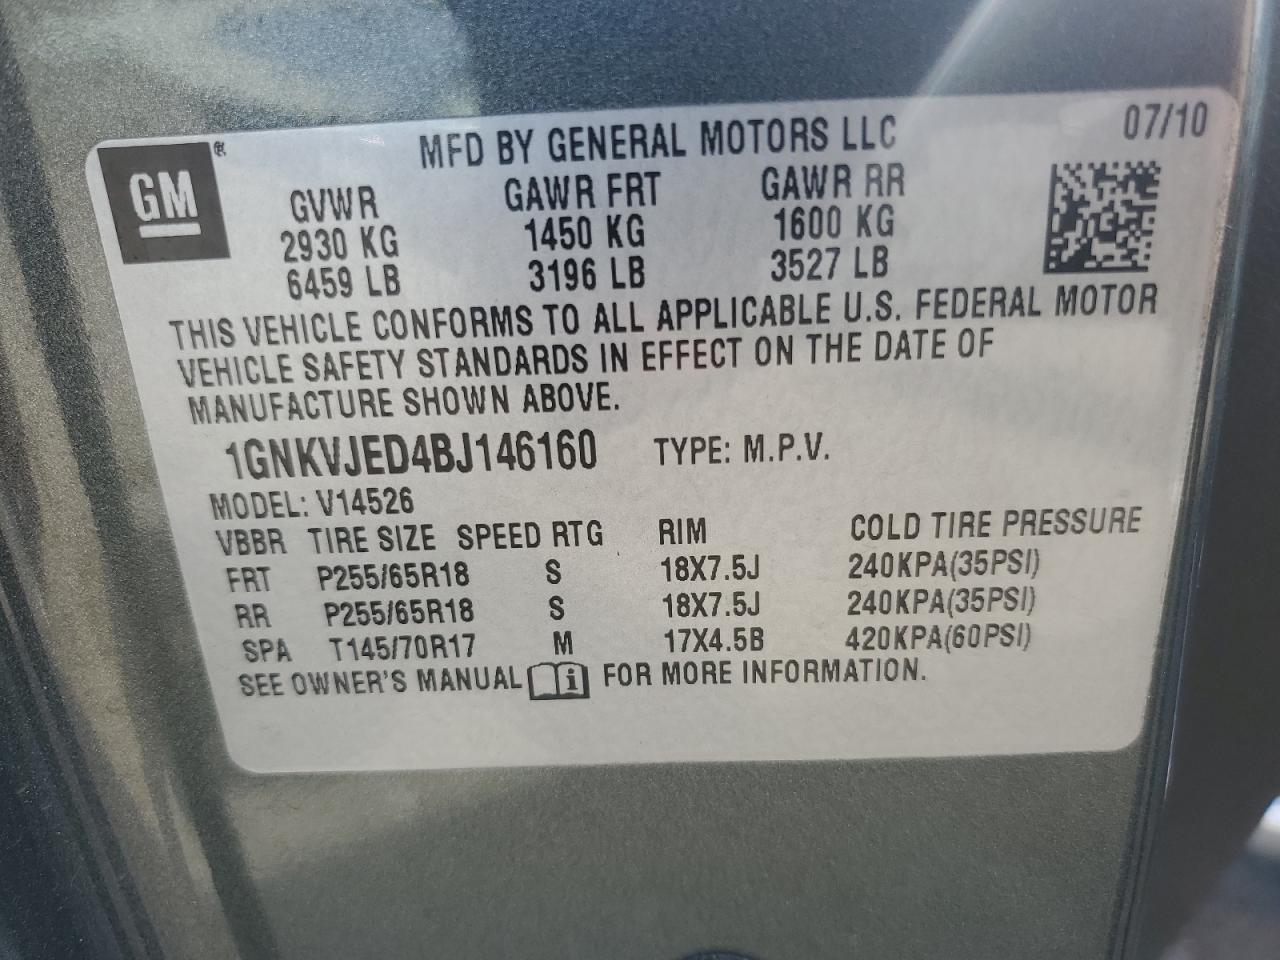 GM®
MFD BY GENERAL MOTORS LLC 07/10
GVWR GAWR FRT GAWR RR
2930 KG 1450 KG 1600 KG
6459 LB 3196 LB 3527 LB
THIS VEHICLE CONFORMS TO ALL APPLICABLE U.S. FEDERAL MOTOR
VEHICLE SAFETY STANDARDS IN EFFECT ON THE DATE OF
MANUFACTURE SHOWN ABOVE.
1GNKVJED4BJ146160 TYPE: M.P.V.
MODEL: V14526
VBBR TIRE SIZE SPEED RTG RIM COLD TIRE PRESSURE
FRT P255/65R18 S 18X7.5J 240KPA(35PSI)
RR P255/65R18 S 18X7.5J 240KPA(35PSI)
SPA T145/70R17 M 17X4.5B 420KPA(60PSI)
SEE OWNER'S MANUAL i FOR MORE INFORMATION.